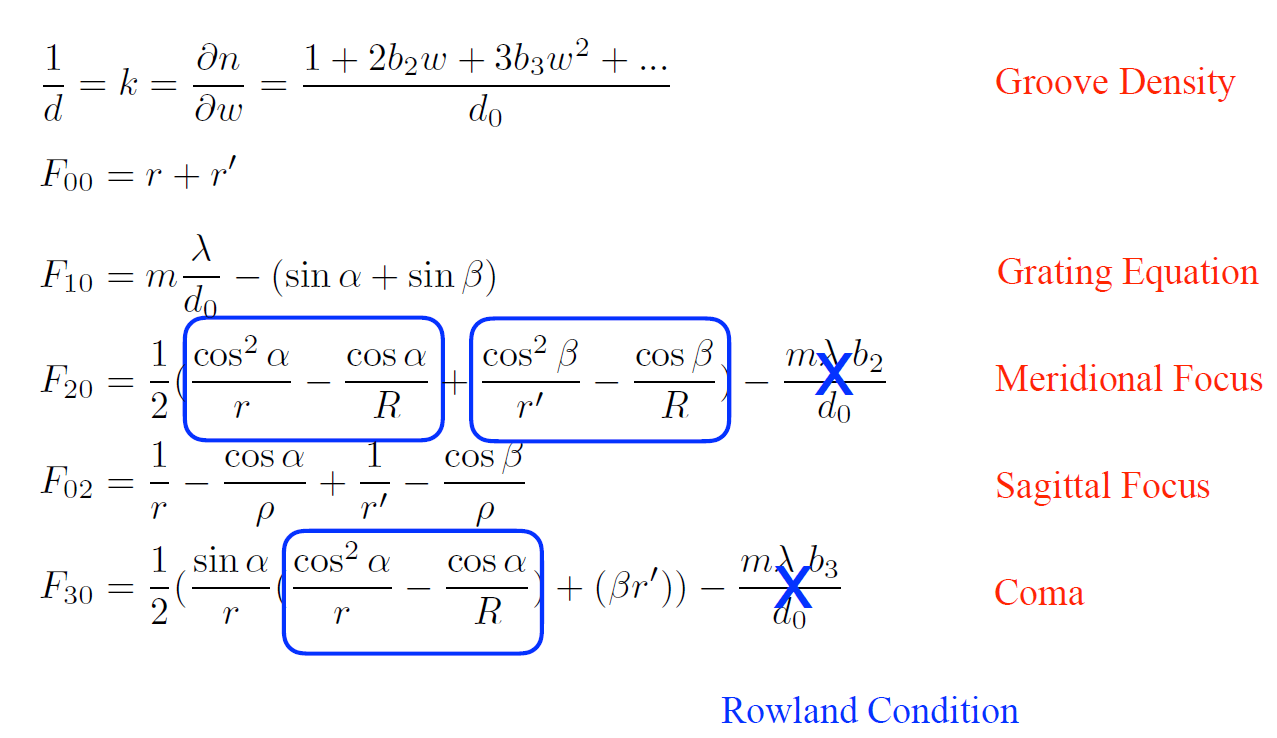 1/d = k = ∂n/∂w = (1 + 2b₂w + 3b₃w² + ...)/d₀ Groove Density
F₀₀ = r + r′
F₁₀ = m λ/d₀ − (sin α + sin β) Grating Equation
F₂₀ = 1/2 (cos² α/r − cos α/R + cos² β/r′ − cos β/R) − mλ b₂/d₀ X Meridional Focus
F₀₂ = 1/r − cos α/ρ + 1/r′ − cos β/ρ Sagittal Focus
F₃₀ = 1/2 (sin α/r (cos² α/r − cos α/R) + (βr′)) − mλ b₃/d₀ X Coma
Rowland Condition